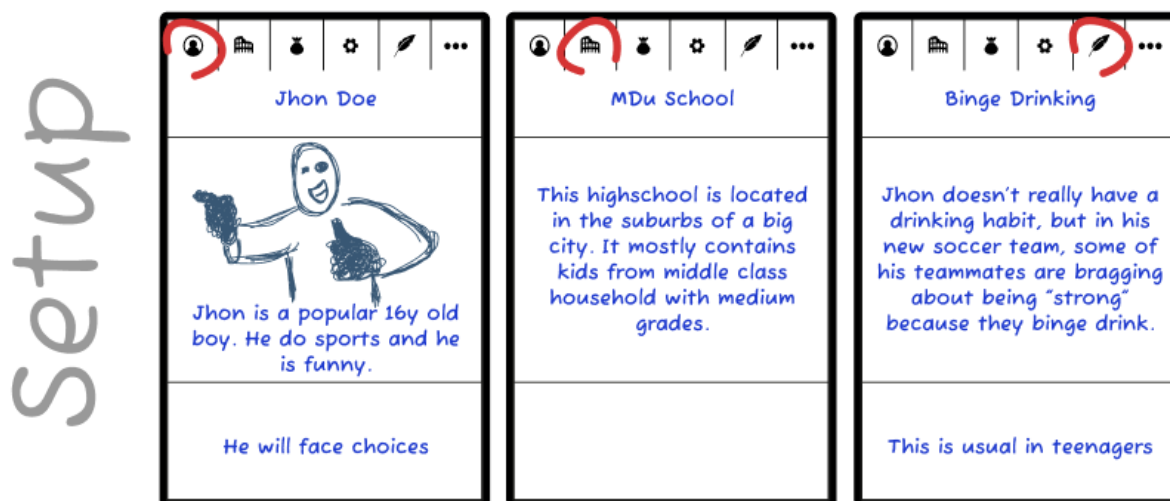 Setup
Jhon Doe
Jhon is a popular 16y old
boy. He do sports and he
is funny.
He will face choices
MDu School
This highschool is located
in the suburbs of a big
city. It mostly contains
kids from middle class
household with medium
grades.
Binge Drinking
Jhon doesn't really have a
drinking habit, but in his
new soccer team, some of
his teammates are bragging
about being "strong"
because they binge drink.
This is usual in teenagers